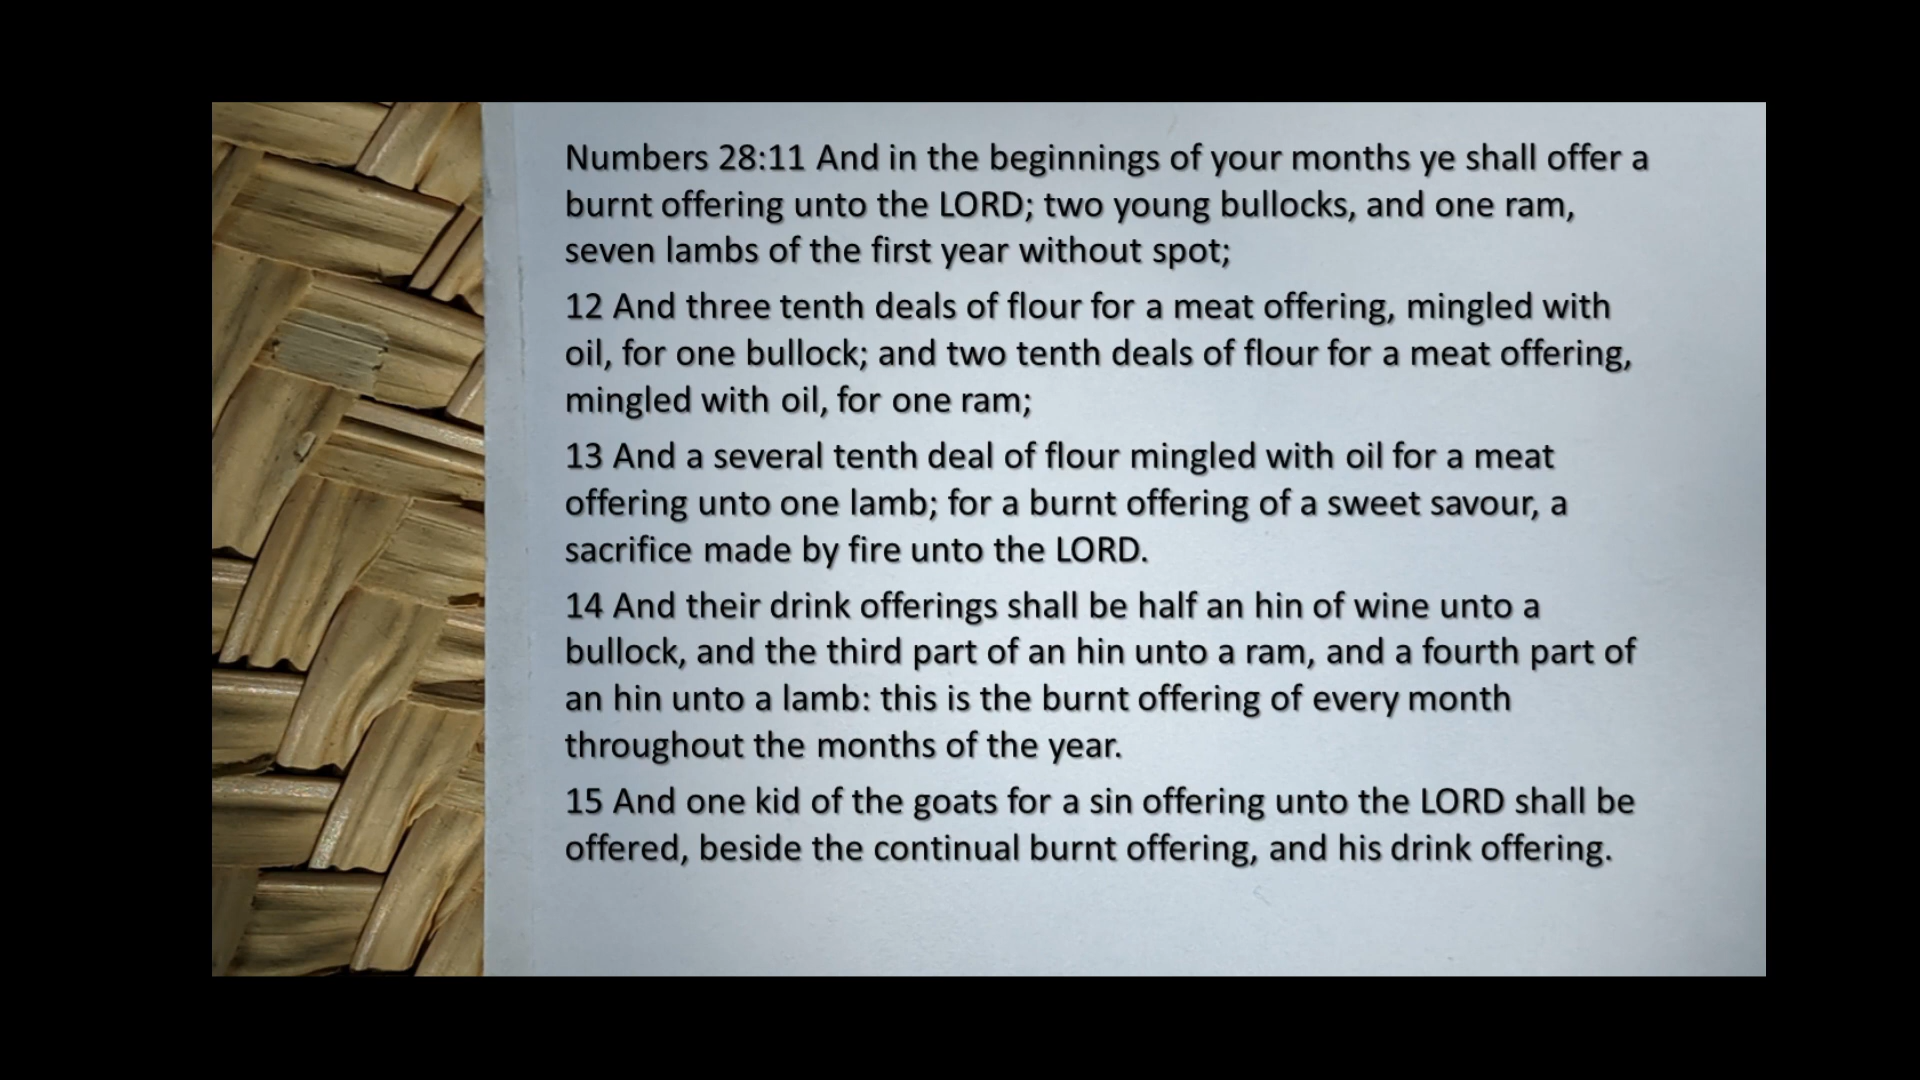 Numbers 28:11 And in the beginnings of your months ye shall offer a
burnt offering unto the LORD; two young bullocks, and one ram,
seven lambs of the first year without spot;
12 And three tenth deals of flour for a meat offering, mingled with
oil, for one bullock; and two tenth deals of flour for a meat offering,
mingled with oil, for one ram;
13 And a several tenth deal of flour mingled with oil for a meat
offering unto one lamb; for a burnt offering of a sweet savour, a
sacrifice made by fire unto the LORD.
14 And their drink offerings shall be half an hin of wine unto a
bullock, and the third part of an hin unto a ram, and a fourth part of
an hin unto a lamb: this is the burnt offering of every month
throughout the months of the year.
15 And one kid of the goats for a sin offering unto the LORD shall be
offered, beside the continual burnt offering, and his drink offering.